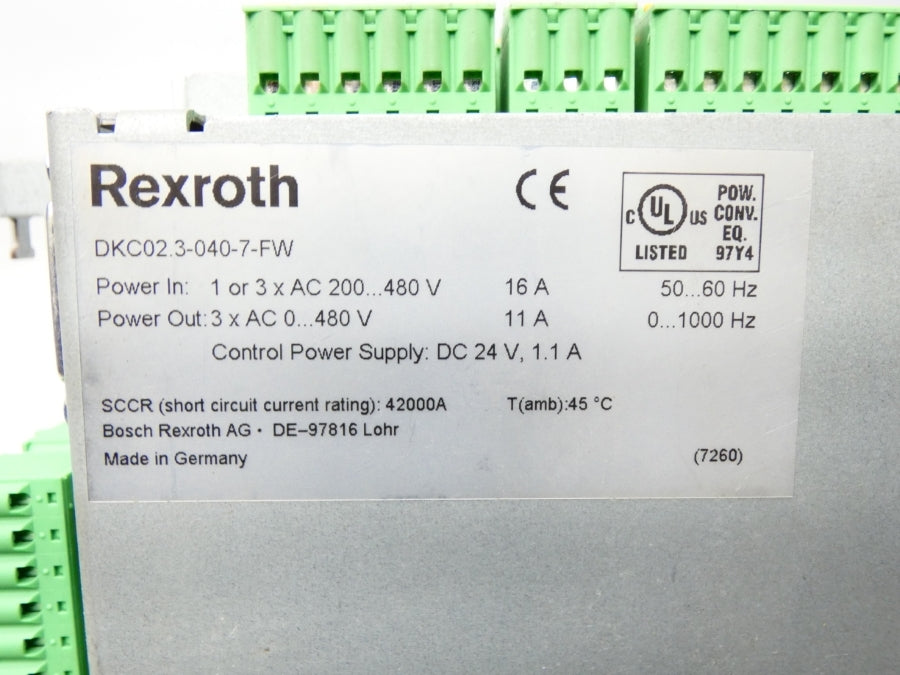 Rexroth CE
C UL US LISTED POW. CONV. EQ. 97Y4
DKC02.3-040-7-FW
Power In: 1 or 3 x AC 200...480 V 16 A 50...60 Hz
Power Out: 3 x AC 0...480 V 11 A 0...1000 Hz
Control Power Supply: DC 24 V, 1.1 A
SCCR (short circuit current rating): 42000A T(amb):45 °C
Bosch Rexroth AG • DE–97816 Lohr
Made in Germany (7260)